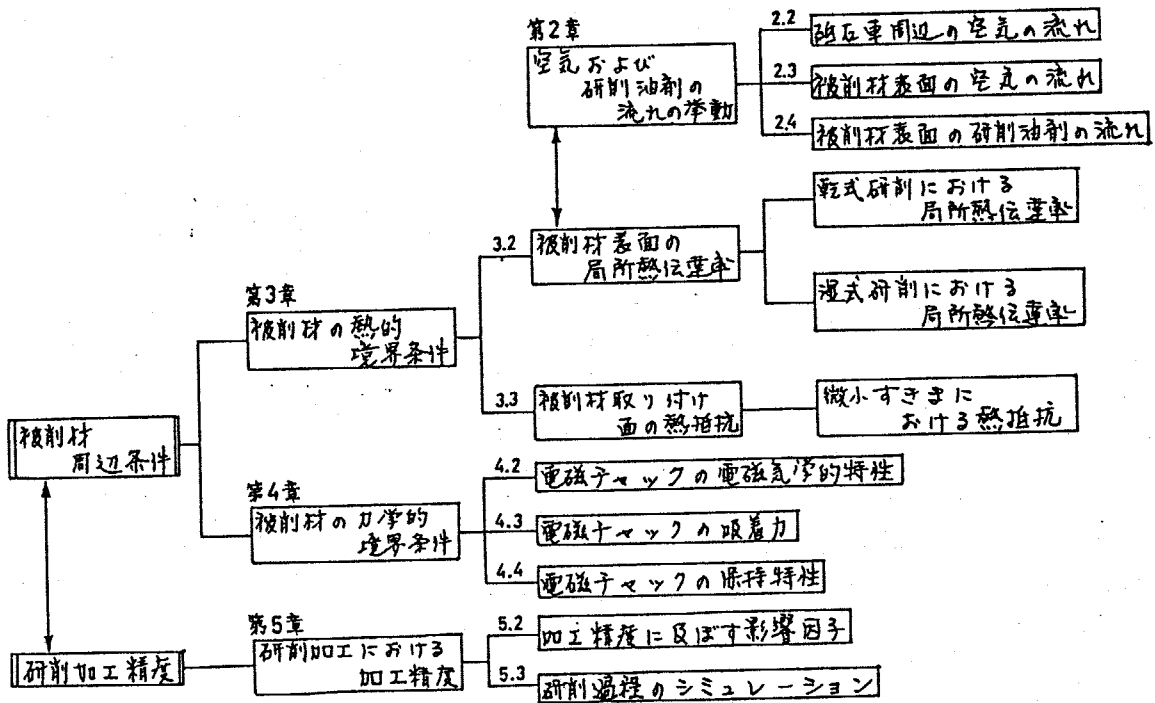 第2章
空気および
研削油剤の
流れの挙動
2.2
砥石車周辺の空気の流れ
2.3
被削材表面の空気の流れ
2.4
被削材表面の研削油剤の流れ
第3章
被削材の熱的
境界条件
3.2
被削材表面の
局所熱伝達率
乾式研削における
局所熱伝達率
湿式研削における
局所熱伝達率
3.3
被削材取り付け
面の熱抵抗
微小すきまに
おける熱抵抗
被削材
周辺条件
第4章
被削材の力学的
境界条件
4.2
電磁チャックの電磁気学的特性
4.3
電磁チャックの吸着力
4.4
電磁チャックの保持特性
第5章
研削加工における
加工精度
5.2
加工精度に及ぼす影響因子
5.3
研削過程のシミュレーション
研削加工精度